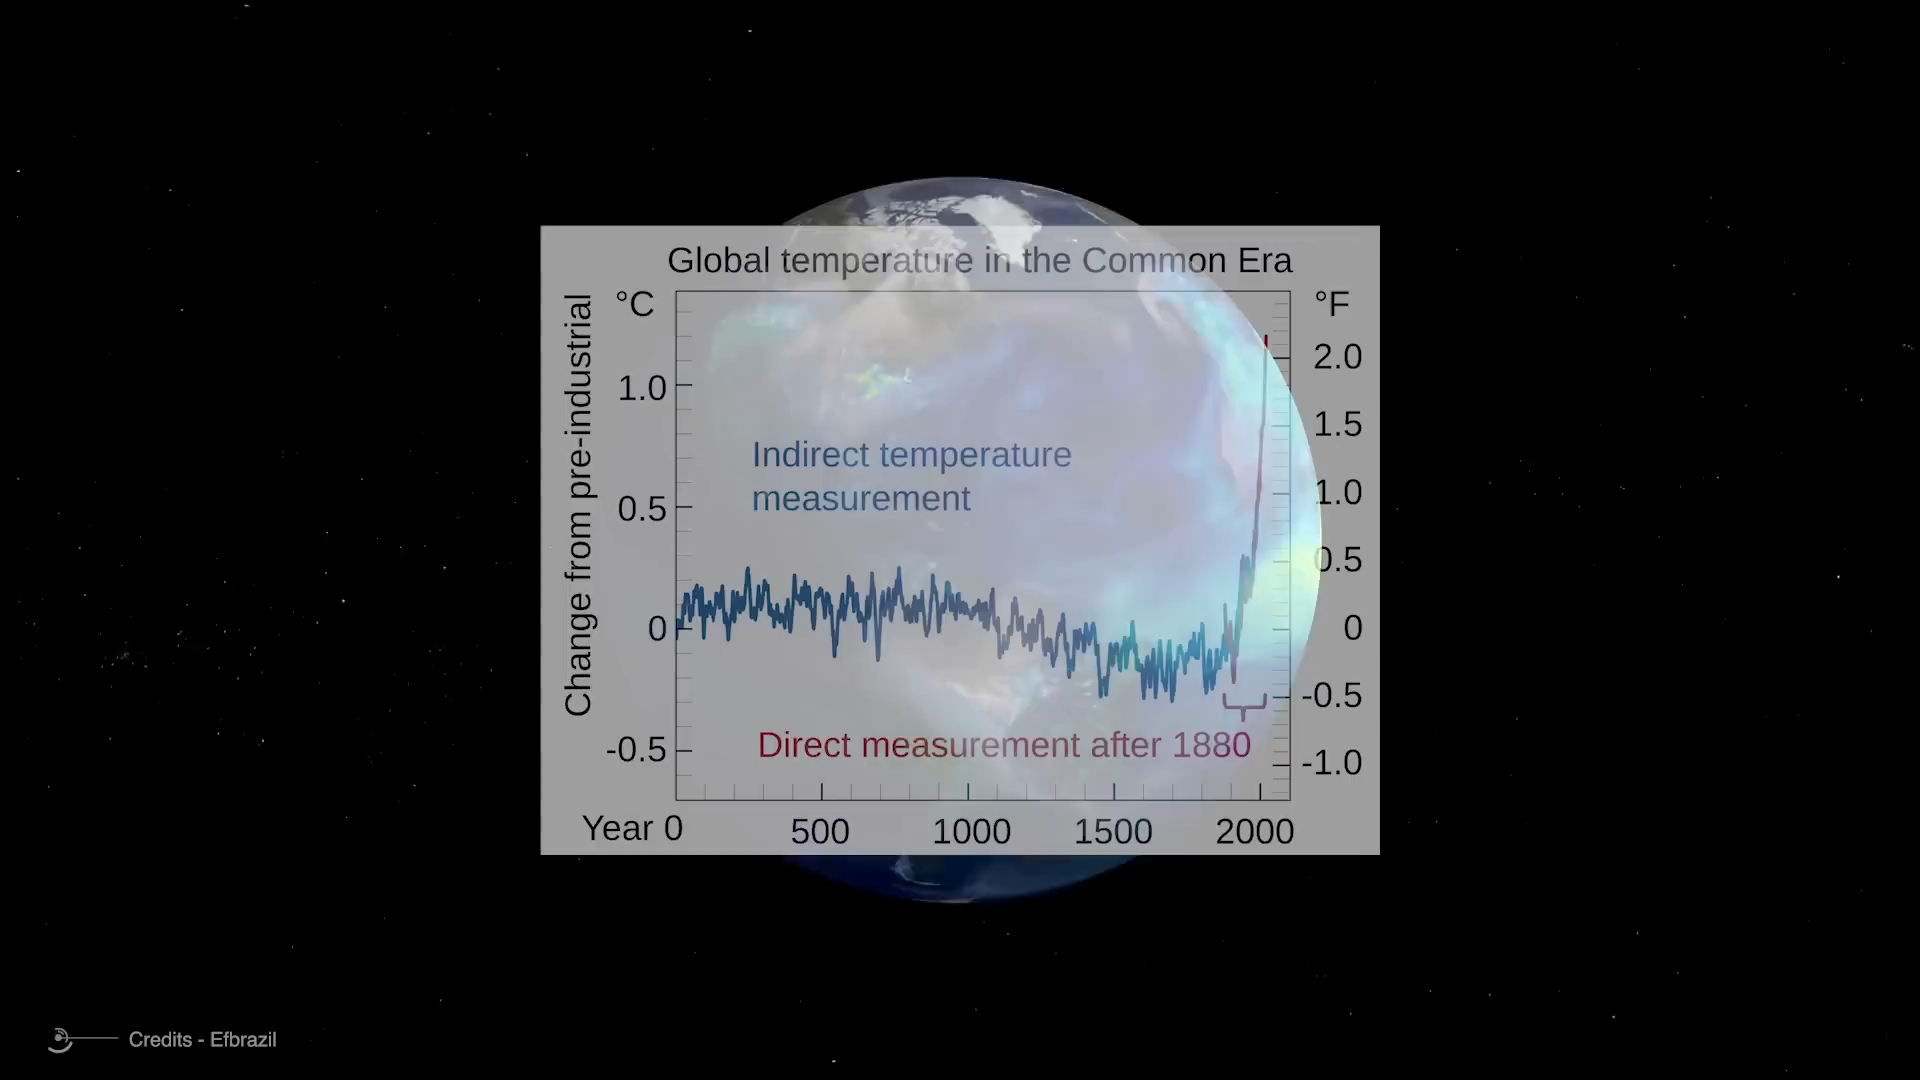 Global temperature in the Common Era
°C
°F
Change from pre-industrial
1.0
0.5
0
-0.5
2.0
1.5
1.0
0.5
0
-0.5
-1.0
Indirect temperature
measurement
Direct measurement after 1880
Year 0
500
1000
1500
2000
Credits - Efbrazil